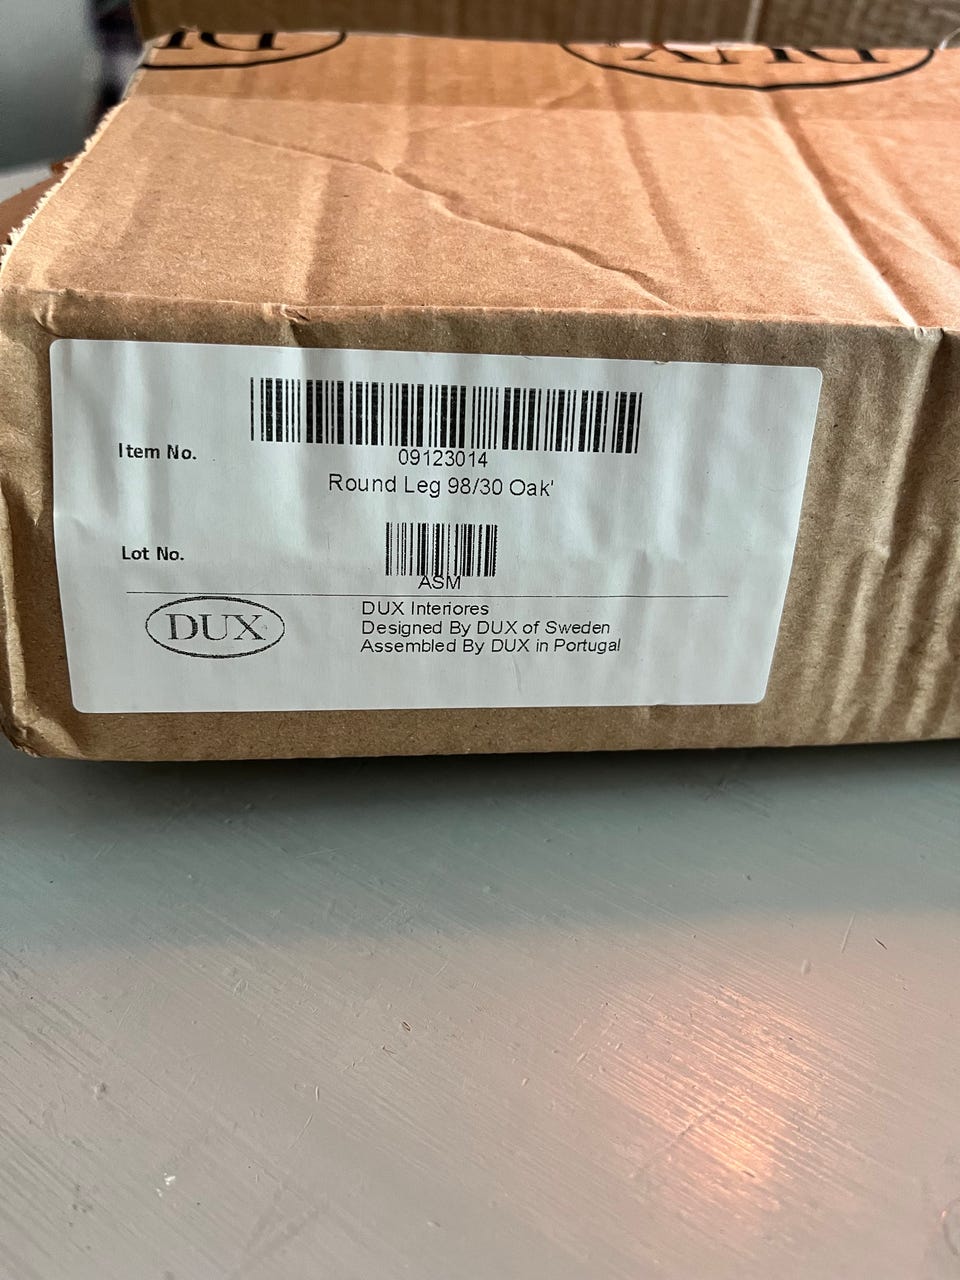 DUX
Item No.
09123014
Round Leg 98/30 Oak'
Lot No.
ASM
DUX
DUX Interiores
Designed By DUX of Sweden
Assembled By DUX in Portugal